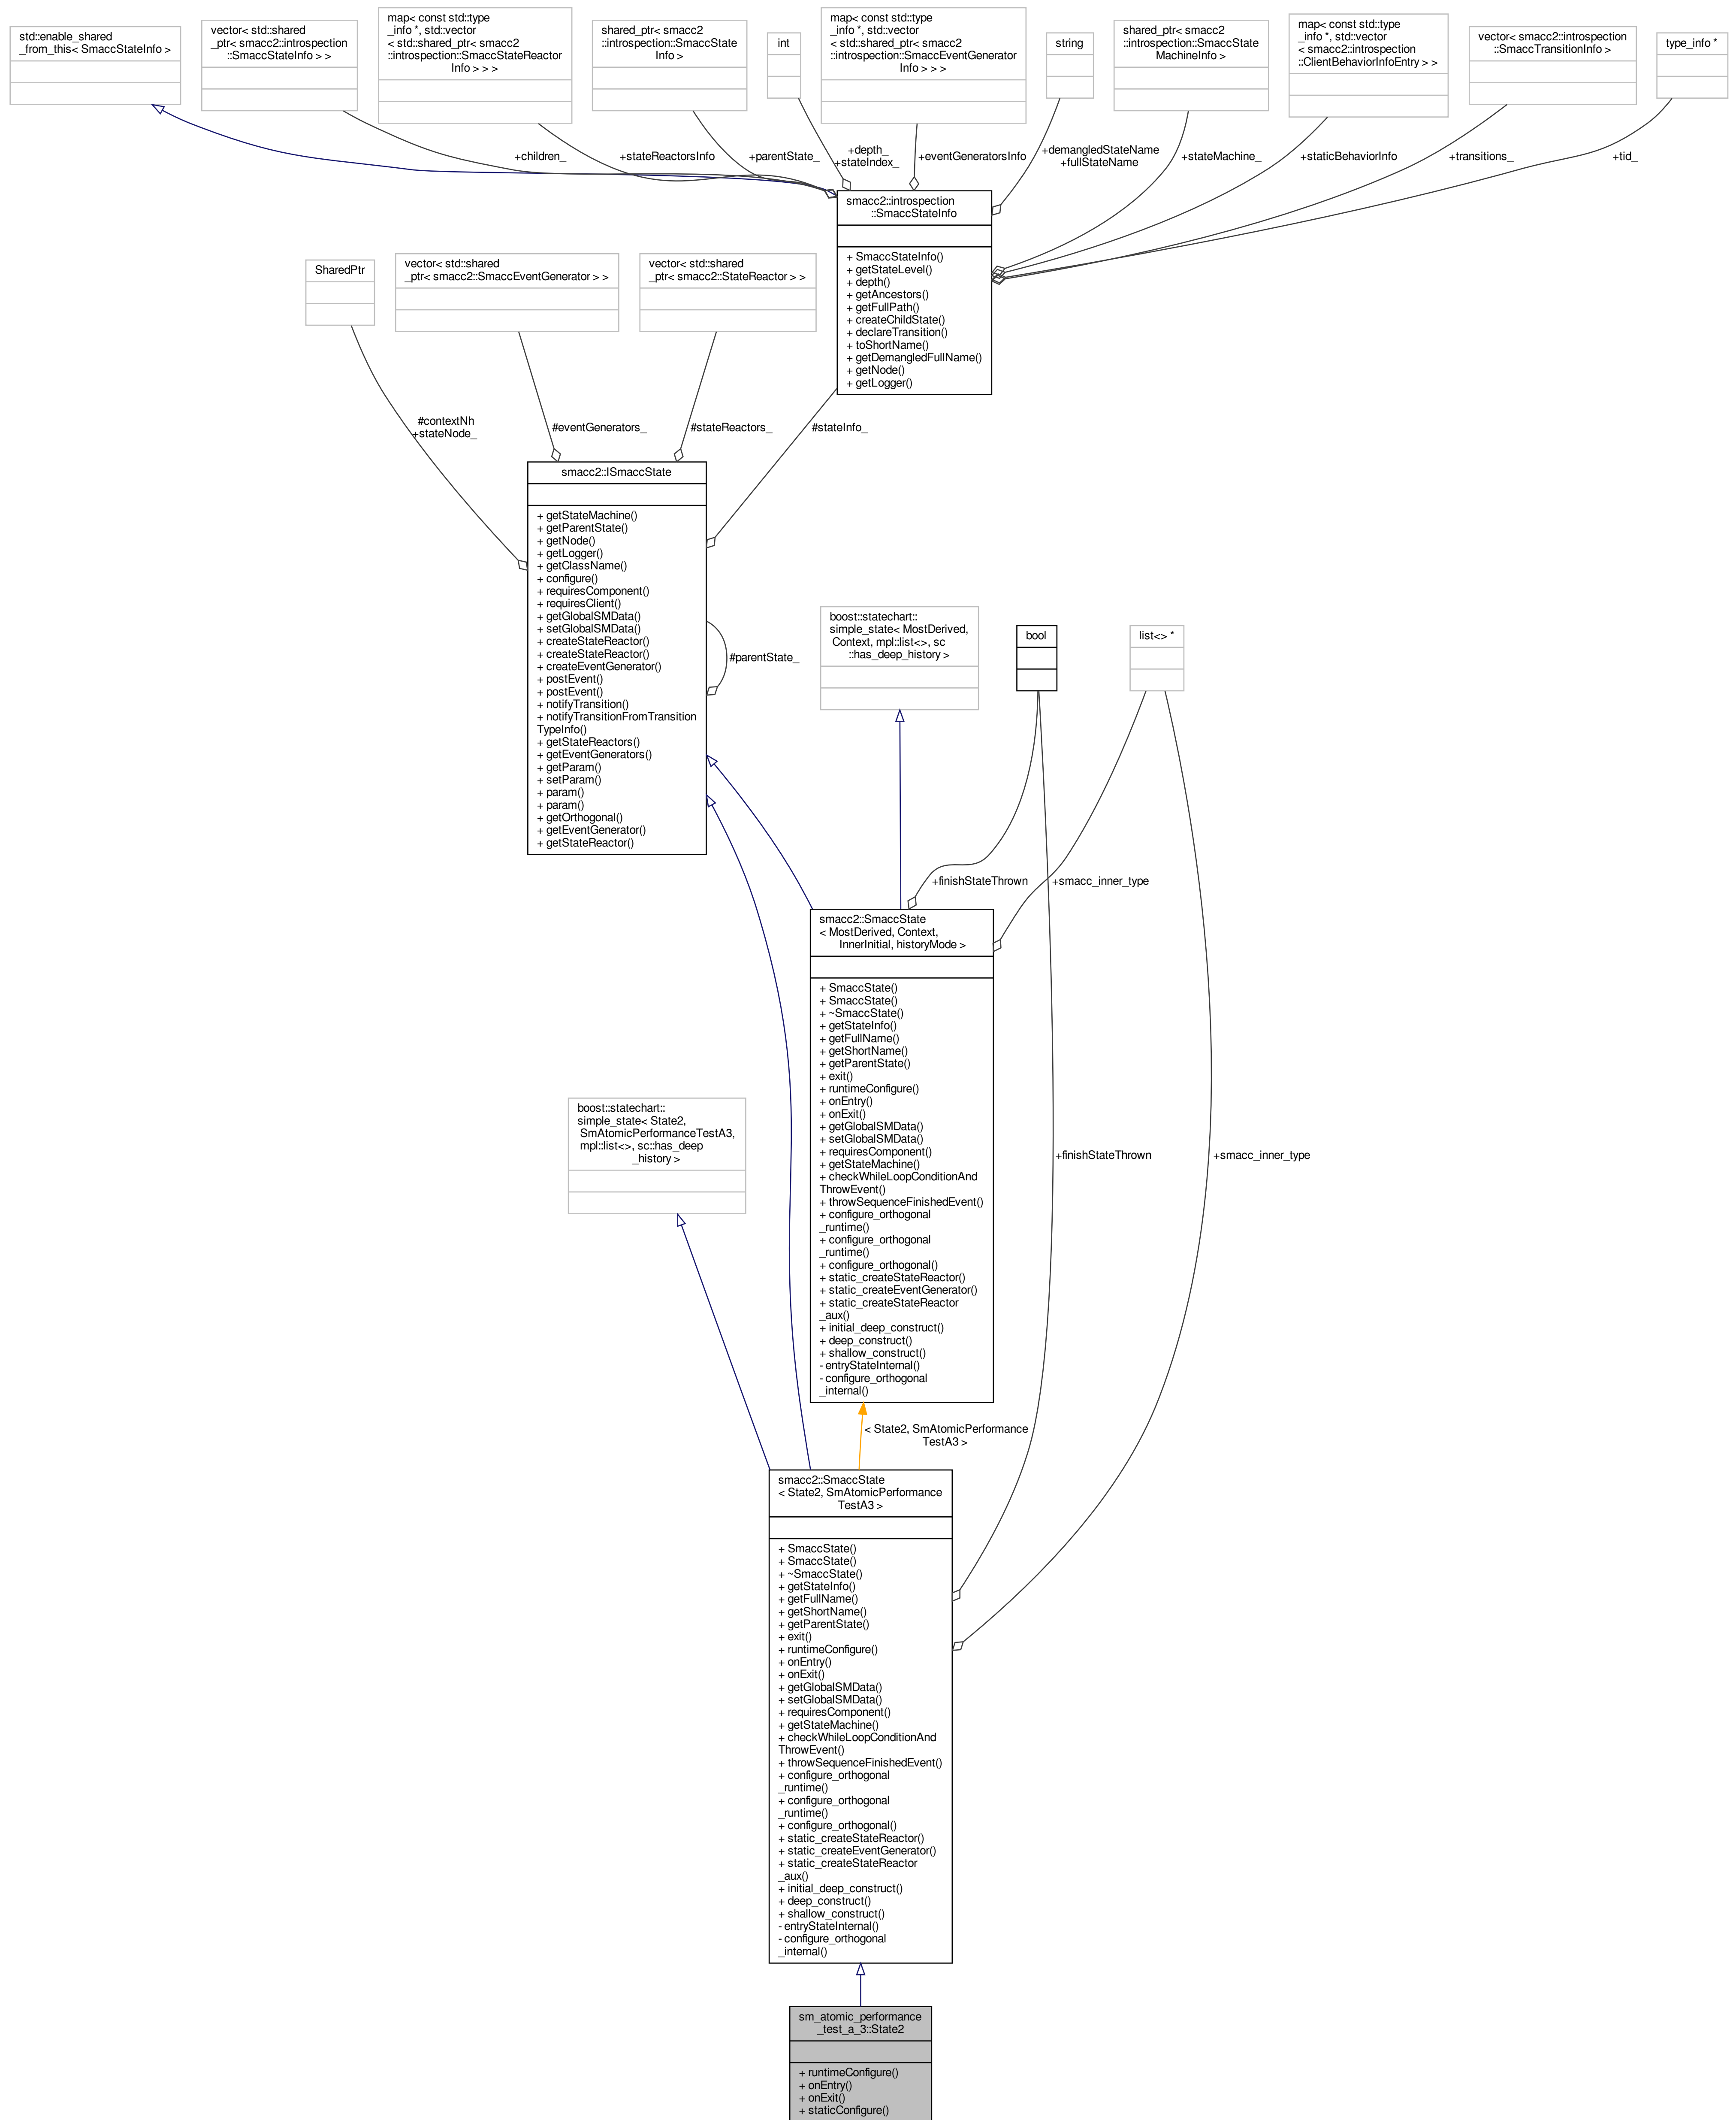 std::enable_shared
_from_this< SmaccStateInfo >
vector< std::shared
_ptr< smacc2::introspection
::SmaccStateInfo > >
map< const std::type
_info *, std::vector
< std::shared_ptr< smacc2
::introspection::SmaccStateReactor
Info > > >
shared_ptr< smacc2
::introspection::SmaccState
Info >
int
map< const std::type
_info *, std::vector
< std::shared_ptr< smacc2
::introspection::SmaccEventGenerator
Info > > >
string
shared_ptr< smacc2
::introspection::SmaccState
MachineInfo >
map< const std::type
_info *, std::vector
< smacc2::introspection
::ClientBehaviorInfoEntry > >
vector< smacc2::introspection
::SmaccTransitionInfo >
type_info *
+children_
+stateReactorsInfo
+parentState_
+depth_
+stateIndex_
+eventGeneratorsInfo
+demangledStateName
+fullStateName
+stateMachine_
+staticBehaviorInfo
+transitions_
+tid_
smacc2::introspection
::SmaccStateInfo
+ SmaccStateInfo()
+ getStateLevel()
+ depth()
+ getAncestors()
+ getFullPath()
+ createChildState()
+ declareTransition()
+ toShortName()
+ getDemangledFullName()
+ getNode()
+ getLogger()
SharedPtr
vector< std::shared
_ptr< smacc2::SmaccEventGenerator > >
vector< std::shared
_ptr< smacc2::StateReactor > >
#contextNh
+stateNode_
#eventGenerators_
#stateReactors_
#stateInfo_
smacc2::ISmaccState
+ getStateMachine()
+ getParentState()
+ getNode()
+ getLogger()
+ getClassName()
+ configure()
+ requiresComponent()
+ requiresClient()
+ getGlobalSMData()
+ setGlobalSMData()
+ createStateReactor()
+ createStateReactor()
+ createEventGenerator()
+ postEvent()
+ postEvent()
+ notifyTransition()
+ notifyTransitionFromTransition
TypeInfo()
+ getStateReactors()
+ getEventGenerators()
+ getParam()
+ setParam()
+ param()
+ param()
+ getOrthogonal()
+ getEventGenerator()
+ getStateReactor()
#parentState_
boost::statechart::
simple_state< MostDerived,
Context, mpl::list<>, sc
::has_deep_history >
bool
list<> *
+finishStateThrown
+smacc_inner_type
smacc2::SmaccState
< MostDerived, Context,
InnerInitial, historyMode >
+ SmaccState()
+ SmaccState()
+ ~SmaccState()
+ getStateInfo()
+ getFullName()
+ getShortName()
+ getParentState()
+ exit()
+ runtimeConfigure()
+ onEntry()
+ onExit()
+ getGlobalSMData()
+ setGlobalSMData()
+ requiresComponent()
+ getStateMachine()
+ checkWhileLoopConditionAnd
ThrowEvent()
+ throwSequenceFinishedEvent()
+ configure_orthogonal
_runtime()
+ configure_orthogonal
_runtime()
+ configure_orthogonal()
+ static_createStateReactor()
+ static_createEventGenerator()
+ static_createStateReactor
_aux()
+ initial_deep_construct()
+ deep_construct()
+ shallow_construct()
- entryStateInternal()
- configure_orthogonal
_internal()
boost::statechart::
simple_state< State2,
SmAtomicPerformanceTestA3,
mpl::list<>, sc::has_deep
_history >
+finishStateThrown
+smacc_inner_type
< State2, SmAtomicPerformance
TestA3 >
smacc2::SmaccState
< State2, SmAtomicPerformance
TestA3 >
+ SmaccState()
+ SmaccState()
+ ~SmaccState()
+ getStateInfo()
+ getFullName()
+ getShortName()
+ getParentState()
+ exit()
+ runtimeConfigure()
+ onEntry()
+ onExit()
+ getGlobalSMData()
+ setGlobalSMData()
+ requiresComponent()
+ getStateMachine()
+ checkWhileLoopConditionAnd
ThrowEvent()
+ throwSequenceFinishedEvent()
+ configure_orthogonal
_runtime()
+ configure_orthogonal
_runtime()
+ configure_orthogonal()
+ static_createStateReactor()
+ static_createEventGenerator()
+ static_createStateReactor
_aux()
+ initial_deep_construct()
+ deep_construct()
+ shallow_construct()
- entryStateInternal()
- configure_orthogonal
_internal()
sm_atomic_performance
_test_a_3::State2
+ runtimeConfigure()
+ onEntry()
+ onExit()
+ staticConfigure()